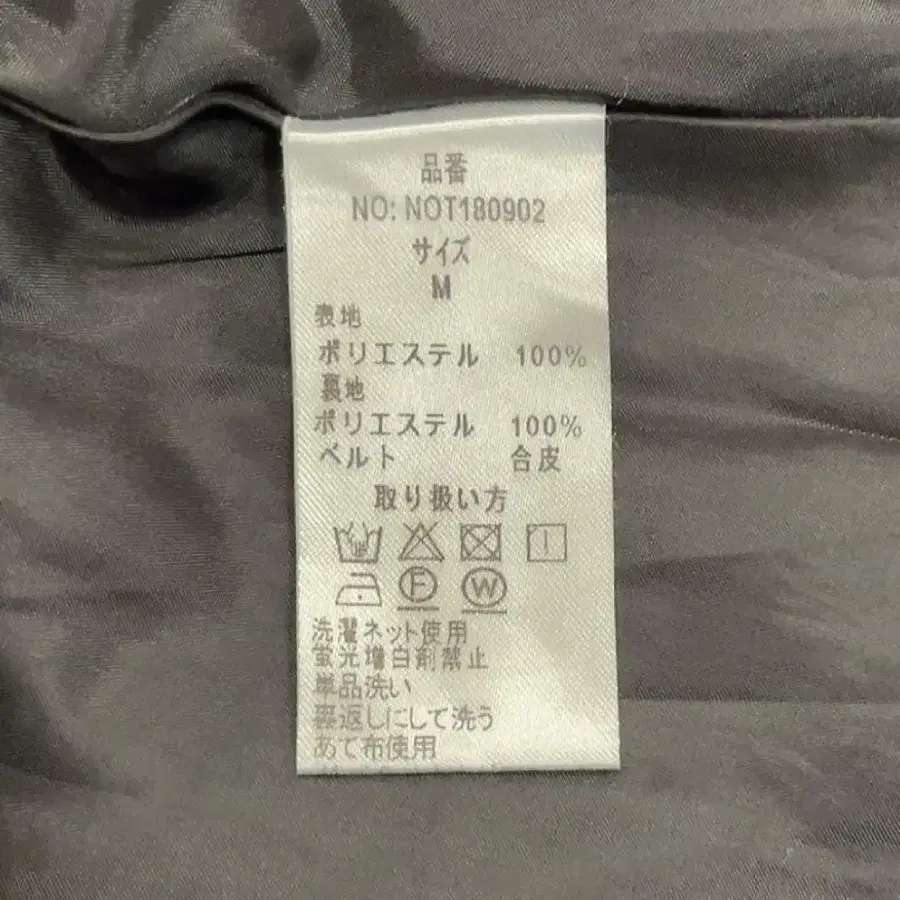 品番
NO: NOT180902
サイズ
M
表地
ポリエステル 100%
裏地
ポリエステル 100%
ベルト 合皮
取り扱い方
F W
洗濯ネット使用
蛍光増白剤禁止
単品洗い
裏返しにして洗う
あて布使用